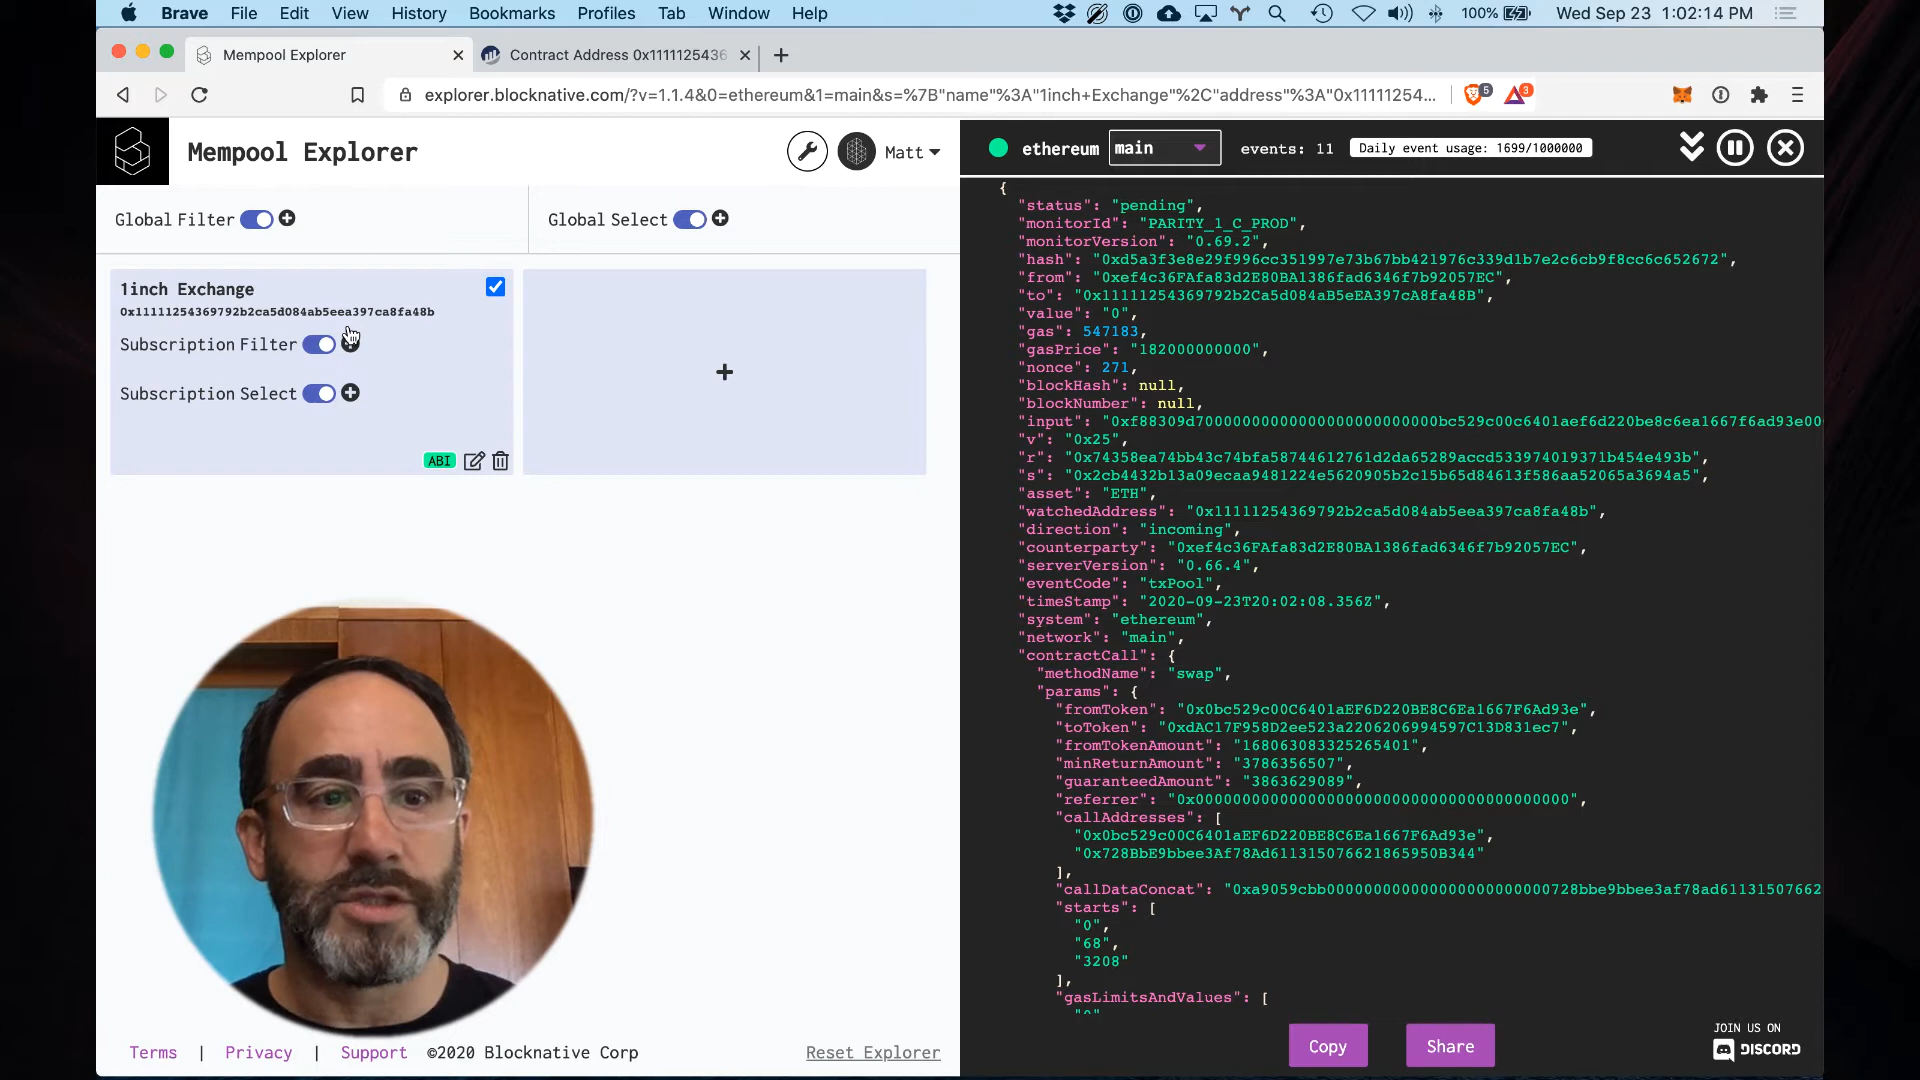 Brave File Edit View History Bookmarks Profiles Tab Window Help 100% Wed Sep 23 1:02:14 PM
Mempool Explorer Contract Address 0x1111125436
explorer.blocknative.com/?v=1.1.4&0=ethereum&1=main&s=%7B"name"%3A"1inch+Exchange"%2C"address"%3A"0x11111254... 5 3
Mempool Explorer
Matt
Global Filter
Global Select
1inch Exchange
0x11111254369792b2ca5d084ab5eea397ca8fa48b
Subscription Filter
Subscription Select
ABI
Terms | Privacy | Support ©2020 Blocknative Corp Reset Explorer
ethereum main events: 11 Daily event usage: 1699/1000000
{
"status": "pending",
"monitorId": "PARITY_1_C_PROD",
"monitorVersion": "0.69.2",
"hash": "0xd5a3f3e8e29f996cc351997e73b67bb421976c339d1b7e2c6cb9f8cc6c652672",
"from": "0xef4c36FAfa83d2E80BA1386fad6346f7b92057EC",
"to": "0x11111254369792b2Ca5d084aB5eEA397cA8fa48B",
"value": "0",
"gas": 547183,
"gasPrice": "182000000000",
"nonce": 271,
"blockHash": null,
"blockNumber": null,
"input": "0xf88309d70000000000000000000000000bc529c00c6401aef6d220be8c6ea1667f6ad93e00
"v": "0x25",
"r": "0x74358ea74bb43c74bfa58744612761d2da65289accd533974019371b454e493b",
"s": "0x2cb4432b13a09ecaa9481224e5620905b2c15b65d84613f586aa52065a3694a5",
"asset": "ETH",
"watchedAddress": "0x11111254369792b2ca5d084ab5eea397ca8fa48b",
"direction": "incoming",
"counterparty": "0xef4c36FAfa83d2E80BA1386fad6346f7b92057EC",
"serverVersion": "0.66.4",
"eventCode": "txPool",
"timeStamp": "2020-09-23T20:02:08.356Z",
"system": "ethereum",
"network": "main",
"contractCall": {
"methodName": "swap",
"params": {
"fromToken": "0x0bc529c00C6401aEF6D220BE8C6Ea1667F6Ad93e",
"toToken": "0xdAC17F958D2ee523a2206206994597C13D831ec7",
"fromTokenAmount": "168063083325265401",
"minReturnAmount": "3786356507",
"guaranteedAmount": "3863629089",
"referrer": "0x0000000000000000000000000000000000000000",
"callAddresses": [
"0x0bc529c00C6401aEF6D220BE8C6Ea1667F6Ad93e",
"0x728BbE9bbee3Af78Ad611315076621865950B344"
],
"callDataConcat": "0xa9059cbb000000000000000000000000728bbe9bbee3af78ad61131507662
"starts": [
"0",
"68",
"3208"
],
"gasLimitsAndValues": [
Copy Share
JOIN US ON
DISCORD